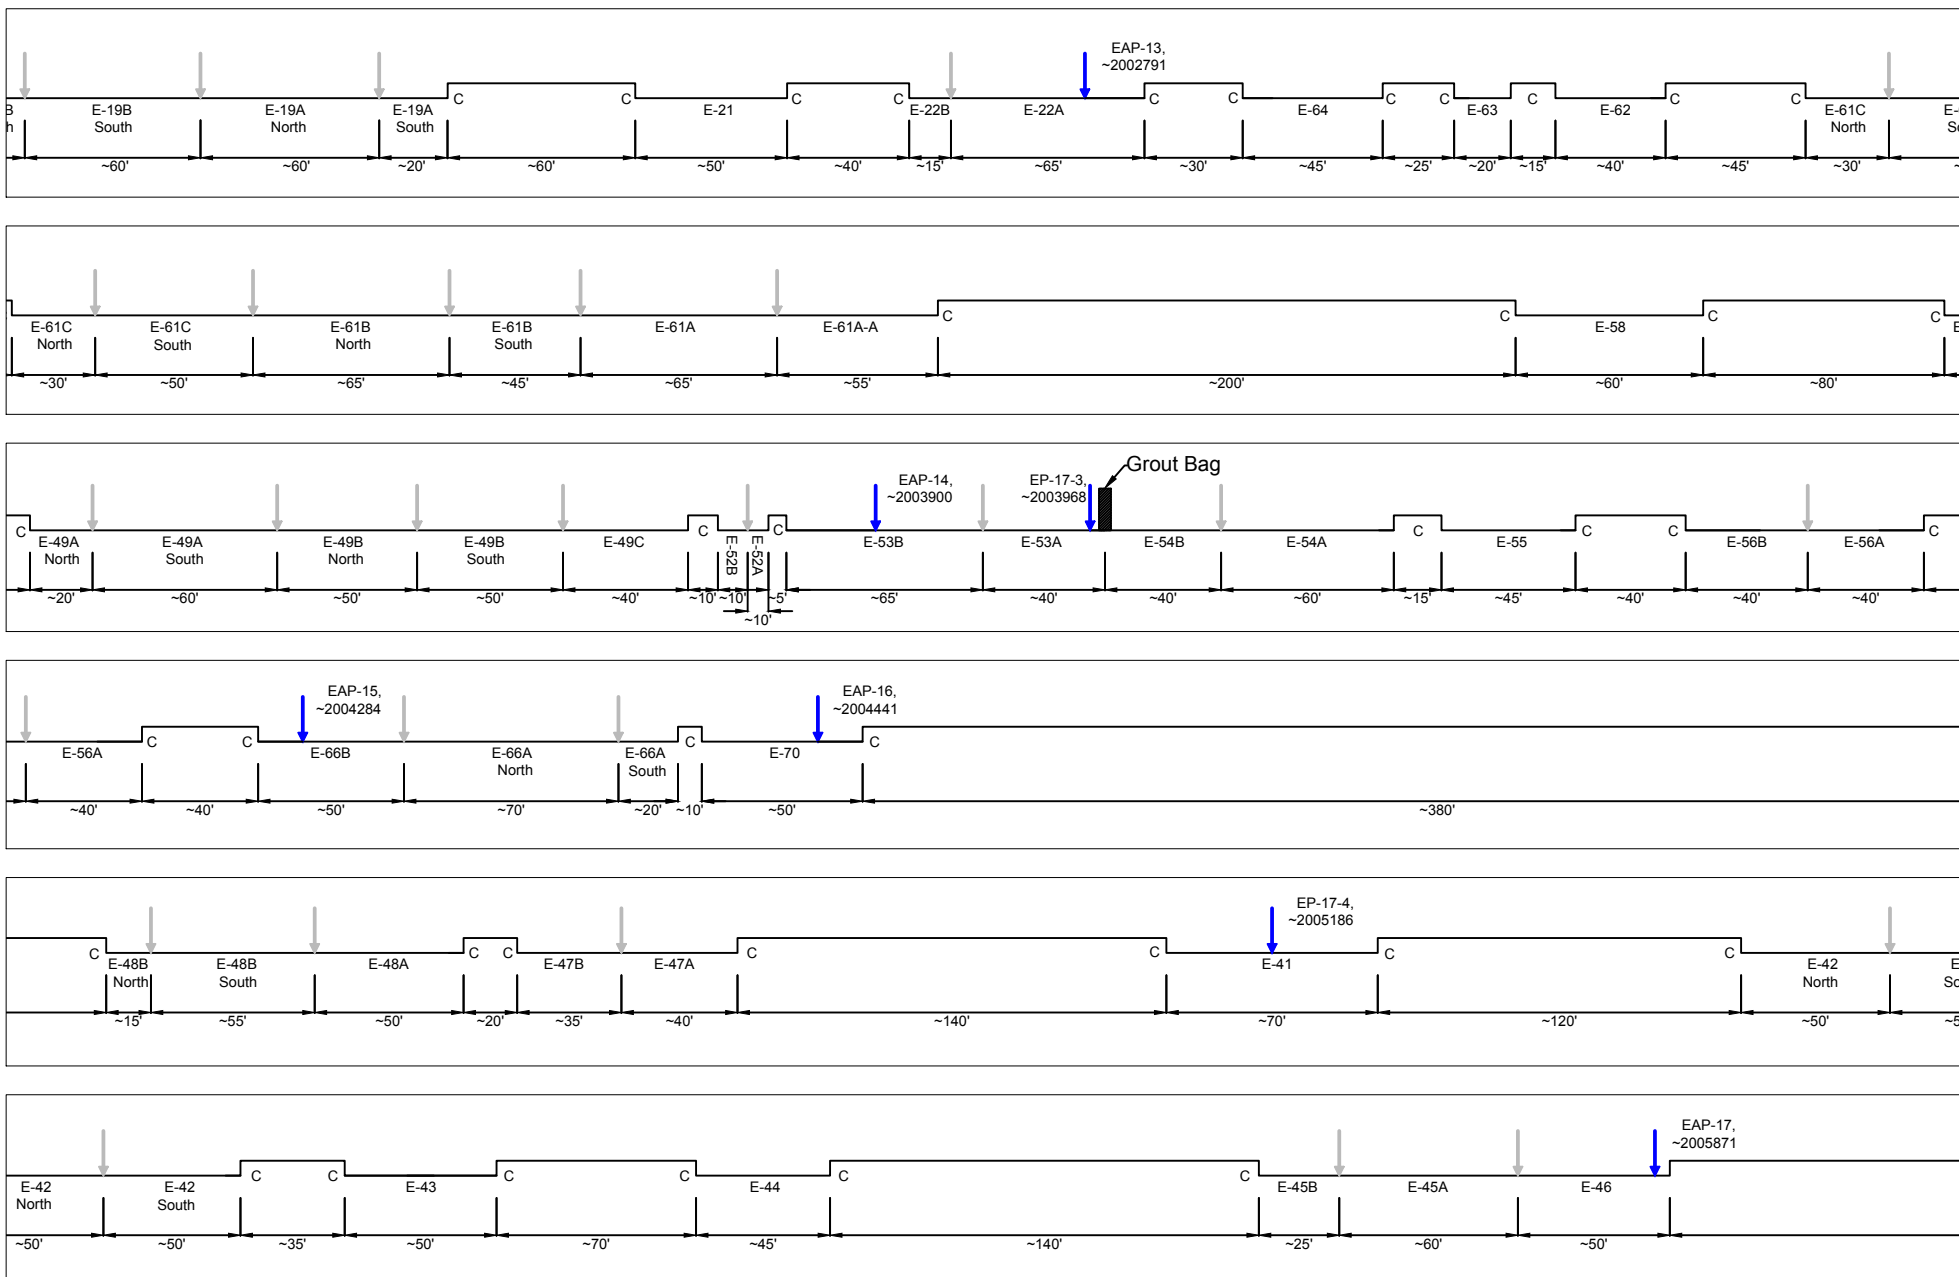 EAP-13,
~2002791
B E-19B E-19A E-19A C C E-21 C C E-22B E-22A C C E-64 C C E-63 C E-62 C C E-61C E-
h South North South North So
~60' ~60' ~20' ~60' ~50' ~40' ~15' ~65' ~30' ~45' ~25' ~20' ~15' ~40' ~45' ~30' ~
E-61C E-61C E-61B E-61B E-61A E-61A-A C C E-58 C C E
North South North South
~30' ~50' ~65' ~45' ~65' ~55' ~200' ~60' ~80'
Grout Bag
EAP-14, EP-17-3,
~2003900 ~2003968
C E-49A E-49A E-49B E-49B E-49C C E-52B E-52A C E-53B E-53A E-54B E-54A C E-55 C C E-56B E-56A C
North South North South
~20' ~60' ~50' ~50' ~40' ~10' ~10' ~5' ~65' ~40' ~40' ~60' ~15' ~45' ~40' ~40' ~40'
~10'
EAP-15, EAP-16,
~2004284 ~2004441
E-56A C C E-66B E-66A E-66A C E-70 C
North South
~40' ~40' ~50' ~70' ~20' ~10' ~50' ~380'
EP-17-4,
~2005186
C E-48B E-48B E-48A C C E-47B E-47A C C E-41 C C E-42 E
North South North So
~15' ~55' ~50' ~20' ~35' ~40' ~140' ~70' ~120' ~50' ~5
EAP-17,
~2005871
E-42 E-42 C C E-43 C C E-44 C C E-45B E-45A E-46
North South
~50' ~50' ~35' ~50' ~70' ~45' ~140' ~25' ~60' ~50'